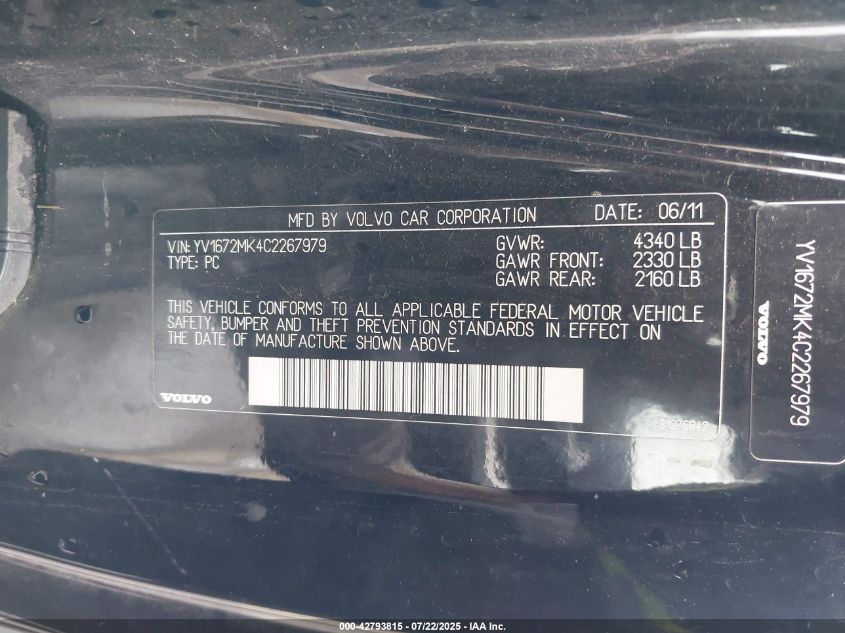 MFD BY VOLVO CAR CORPORATION DATE: 06/11
VIN: YV1672MK4C2267979 GVWR: 4340 LB
TYPE: PC GAWR FRONT: 2330 LB
GAWR REAR: 2160 LB
THIS VEHICLE CONFORMS TO ALL APPLICABLE FEDERAL MOTOR VEHICLE
SAFETY, BUMPER AND THEFT PREVENTION STANDARDS IN EFFECT ON
THE DATE OF MANUFACTURE SHOWN ABOVE.
VOLVO
VOLVO
YV1672MK4C2267979
000-42793815 - 07/22/2025 - IAA Inc.